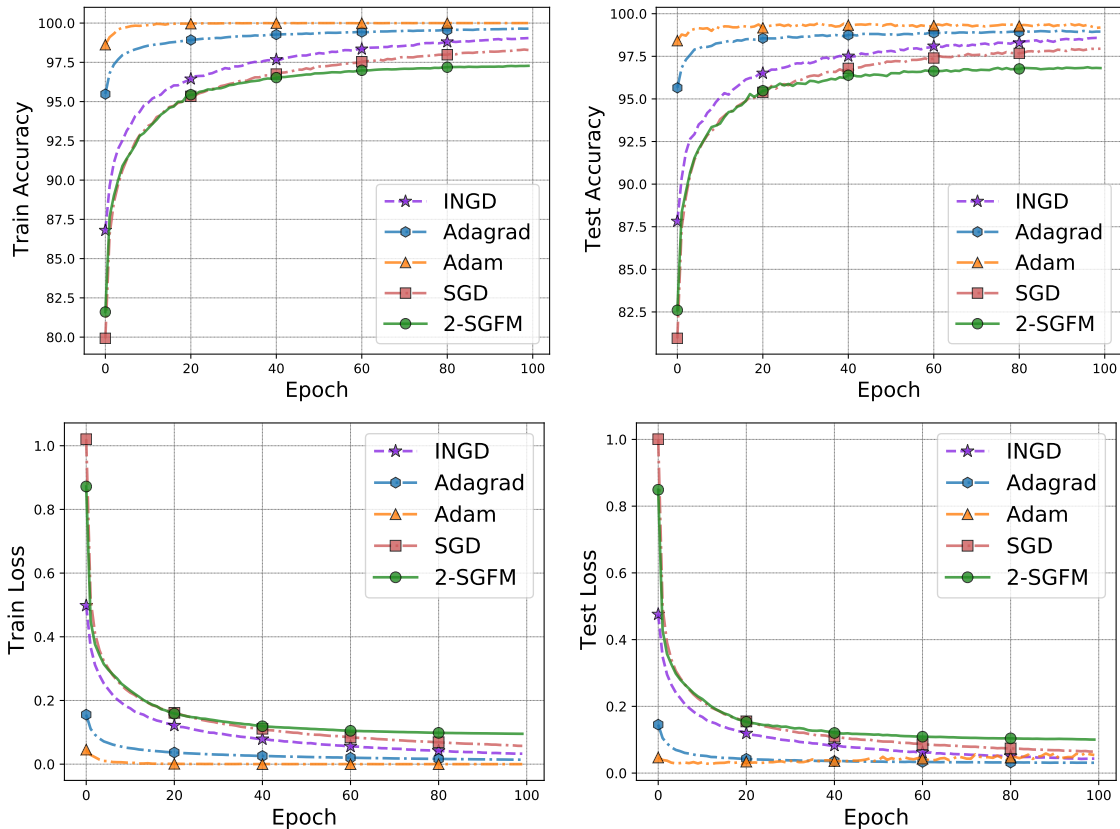 Train Accuracy
100.0
97.5
95.0
92.5
90.0
87.5
85.0
82.5
80.0
INGD
Adagrad
Adam
SGD
2-SGFM
0
20
40
60
80
100
Epoch
Test Accuracy
100.0
97.5
95.0
92.5
90.0
87.5
85.0
82.5
INGD
Adagrad
Adam
SGD
2-SGFM
0
20
40
60
80
100
Epoch
Train Loss
1.0
0.8
0.6
0.4
0.2
0.0
INGD
Adagrad
Adam
SGD
2-SGFM
0
20
40
60
80
100
Epoch
Test Loss
1.0
0.8
0.6
0.4
0.2
0.0
INGD
Adagrad
Adam
SGD
2-SGFM
0
20
40
60
80
100
Epoch